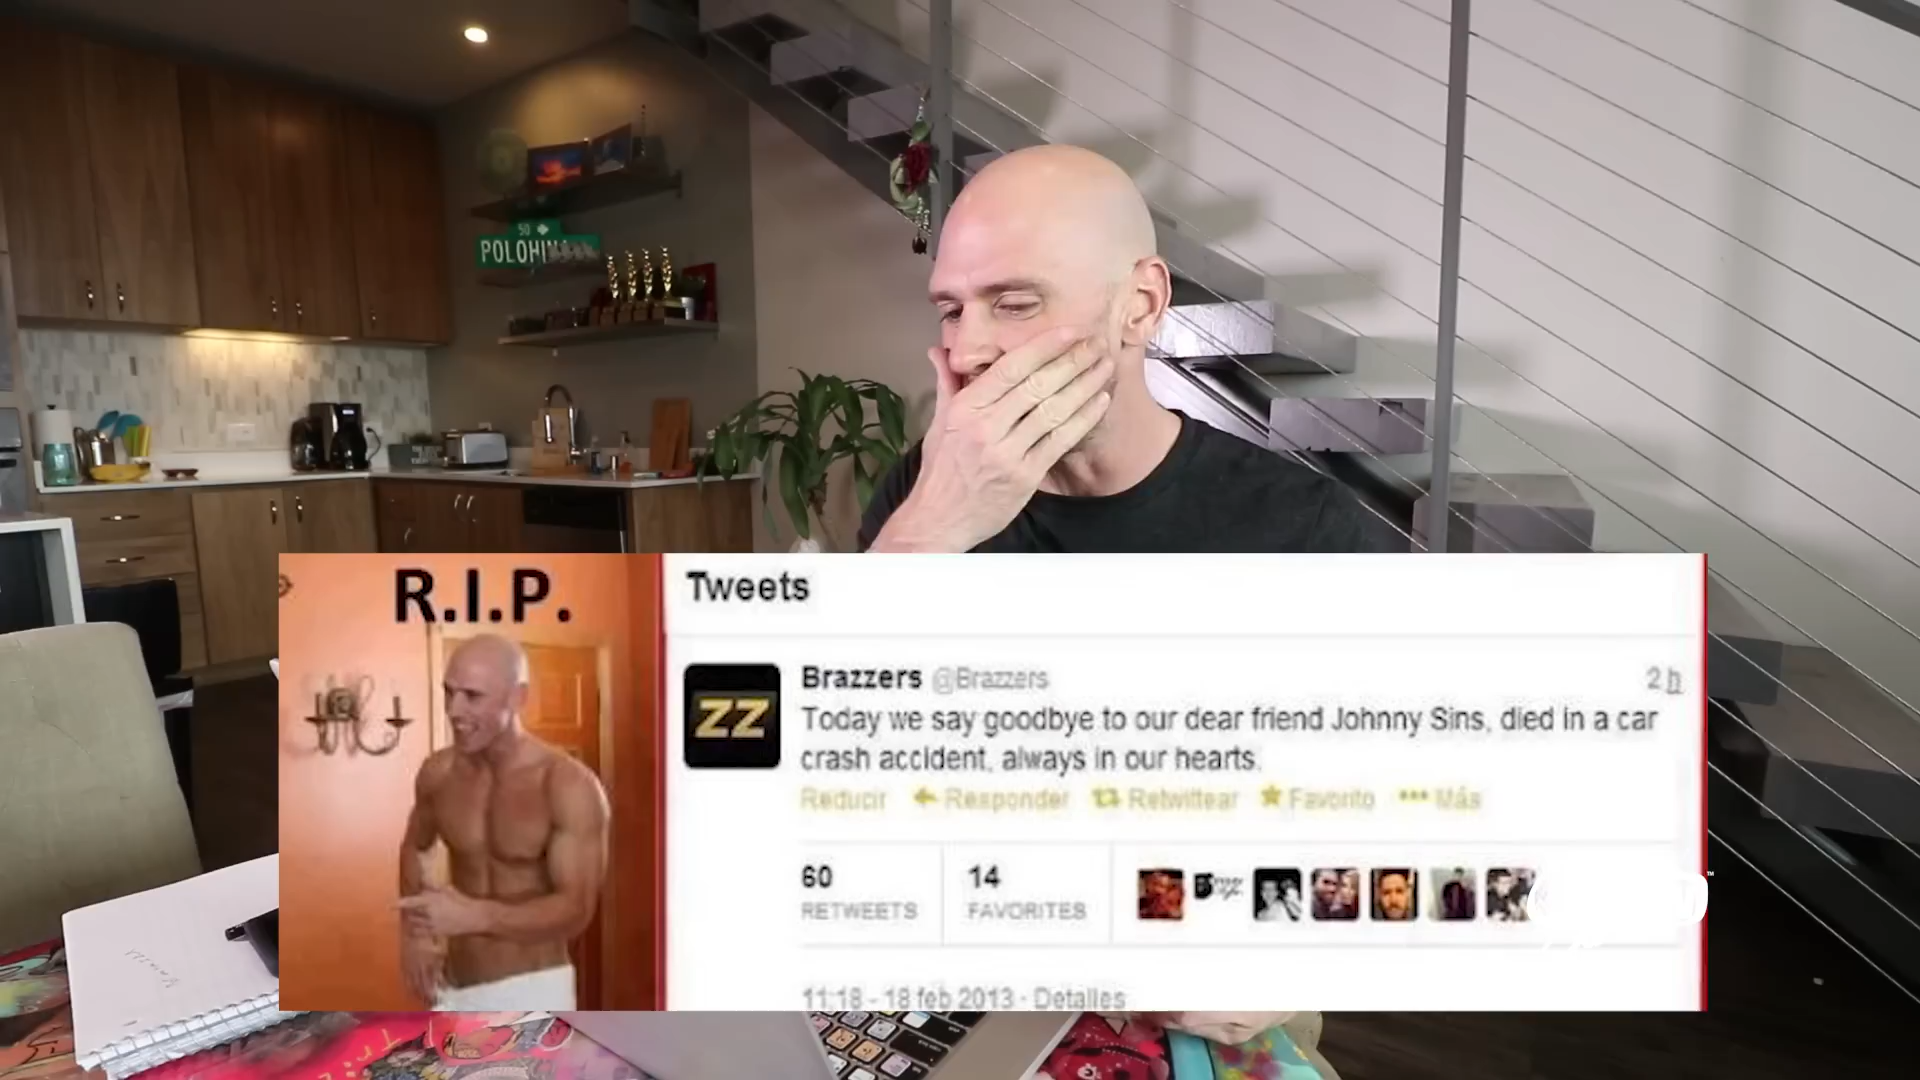 50
R.I.P.
Tweets
ZZ
Brazzers @Brazzers
2 h
Today we say goodbye to our dear friend Johnny Sins, died in a car
crash accident, always in our hearts.
Reducir Responder Retwittear Favorito Más
60
RETWEETS
14
FAVORITES
11:18 - 18 feb 2013 · Detalles